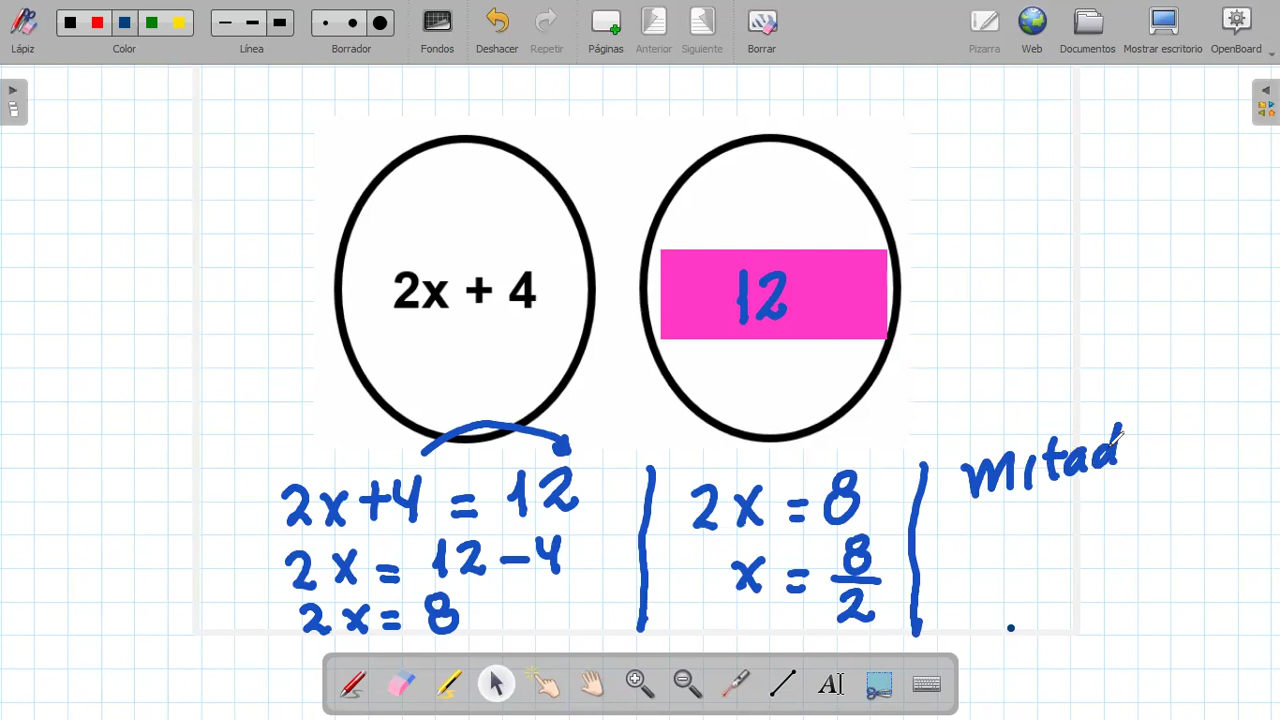 Lápiz Color Línea Borrador Fondos Deshacer Repetir Páginas Anterior Siguiente Borrar Pizarra Web Documentos Mostrar escritorio OpenBoard
2x + 4
12
2x+4 = 12
2x = 12-4
2x = 8
2x = 8
x = 8/2
mitad